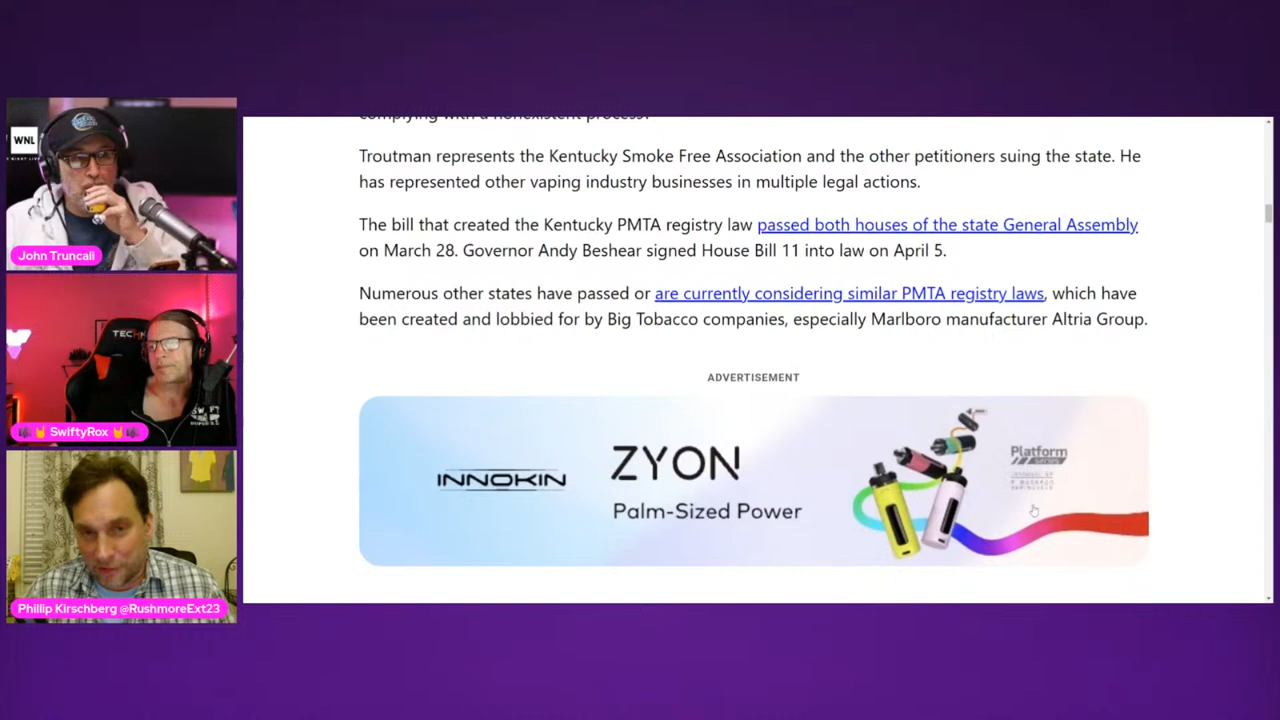 WNL
John Truncali
TECHN
SwiftyRox
Phillip Kirschberg @RushmoreExt23
complying with a nonexistent process?
Troutman represents the Kentucky Smoke Free Association and the other petitioners suing the state. He
has represented other vaping industry businesses in multiple legal actions.
The bill that created the Kentucky PMTA registry law passed both houses of the state General Assembly
on March 28. Governor Andy Beshear signed House Bill 11 into law on April 5.
Numerous other states have passed or are currently considering similar PMTA registry laws, which have
been created and lobbied for by Big Tobacco companies, especially Marlboro manufacturer Altria Group.
ADVERTISEMENT
INNOKIN
ZYON
Palm-Sized Power
Platform